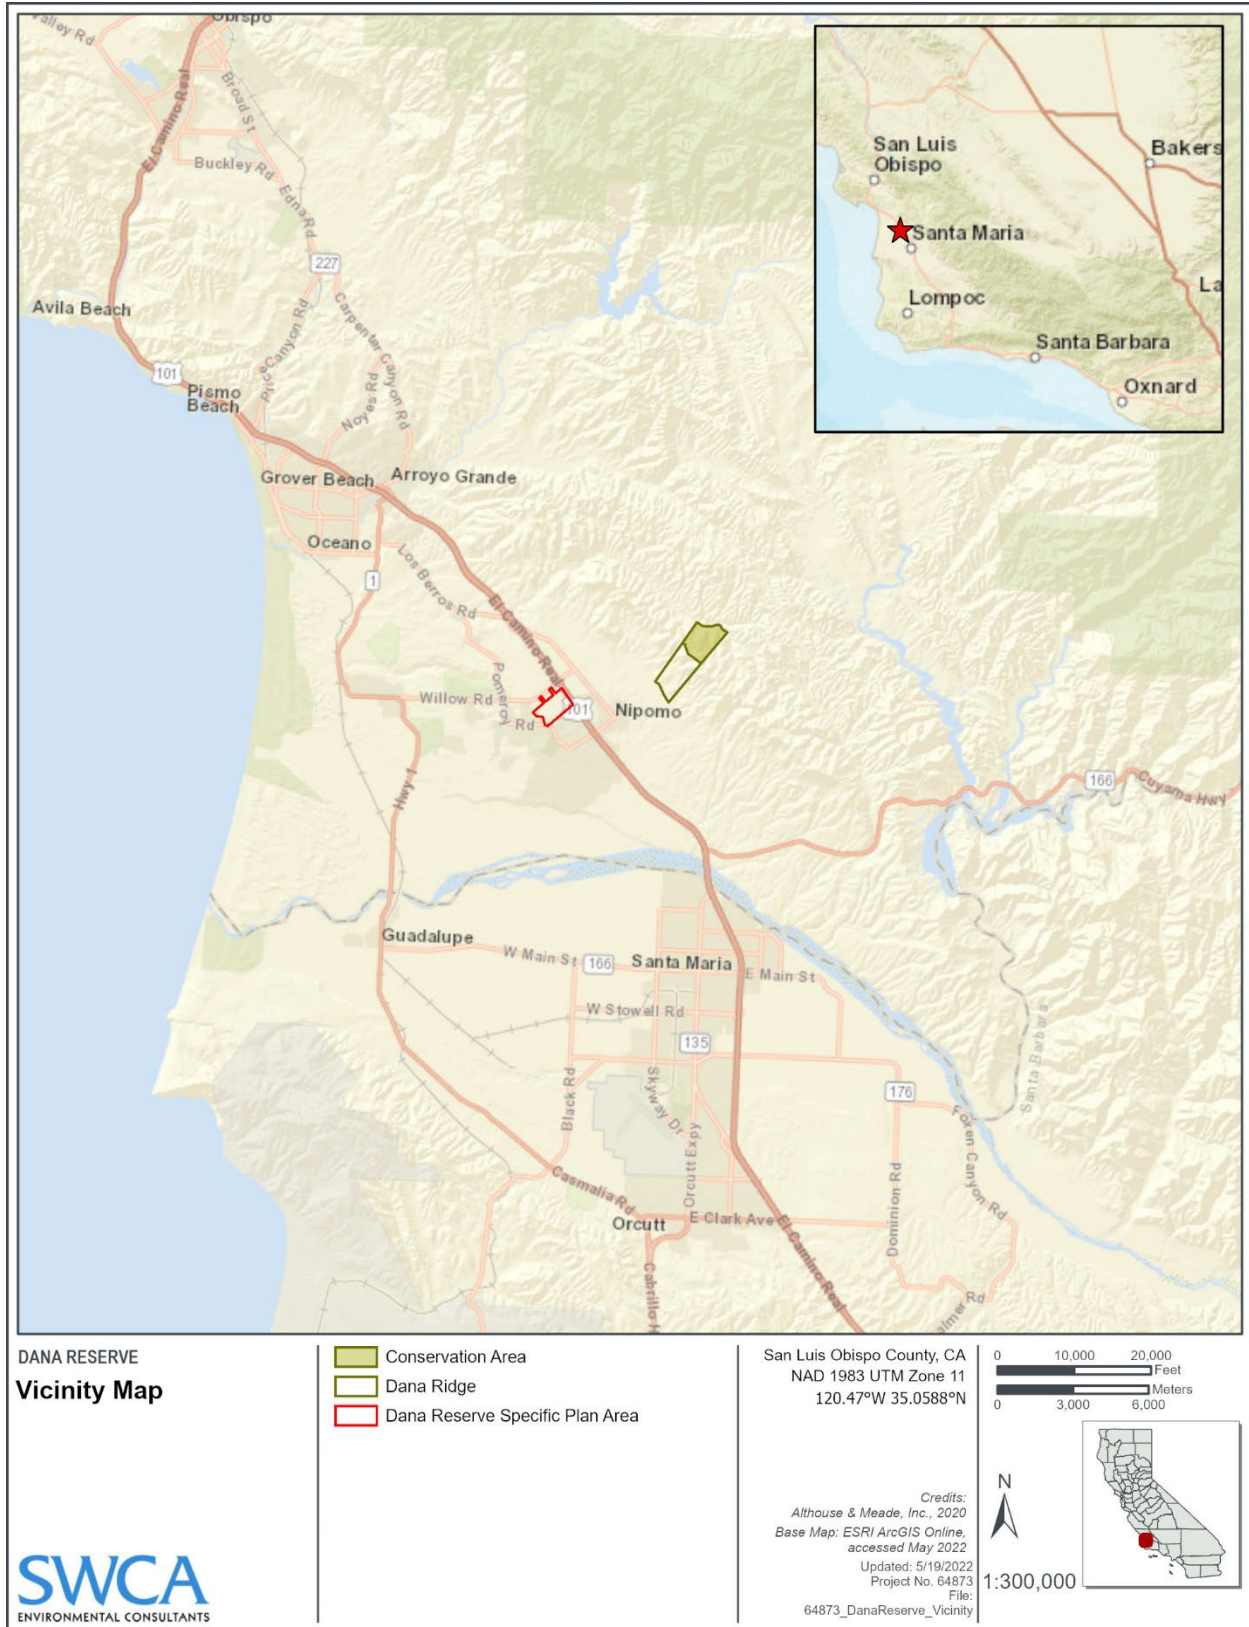 Obispo
Valley Rd
El Camino Real
Broad St
Buckley Rd
Edna Rd
227
Avila Beach
101
Pismo
Beach
Price Canyon Rd
Carpenter Canyon Rd
Noyes Rd
Grover Beach
Arroyo Grande
Oceano
1
Los Berros Rd
El Camino Real
Pomeroy
Rd
Willow Rd
101
Nipomo
Hwy 1
166
Cuyama Hwy
Guadalupe
W Main St
166
Santa Maria
E Main St
W Stowell Rd
135
Skyway Dr
Black Rd
Orcutt Expy
176
Foxen Canyon Rd
Santa Barbara
Dominion Rd
Casmalia Rd
Orcutt
E Clark Ave
El Camino Real
Cabrillo H
almer Rd
San Luis
Obispo
Bakers
Santa Maria
Lompoc
La
Santa Barbara
Oxnard
DANA RESERVE
Vicinity Map
SWCA
ENVIRONMENTAL CONSULTANTS
Conservation Area
Dana Ridge
Dana Reserve Specific Plan Area
San Luis Obispo County, CA
NAD 1983 UTM Zone 11
120.47°W 35.0588°N
Credits:
Althouse & Meade, Inc., 2020
Base Map: ESRI ArcGIS Online,
accessed May 2022
Updated: 5/19/2022
Project No. 64873
File:
64873_DanaReserve_Vicinity
0 10,000 20,000
Feet
Meters
0 3,000 6,000
N
1:300,000